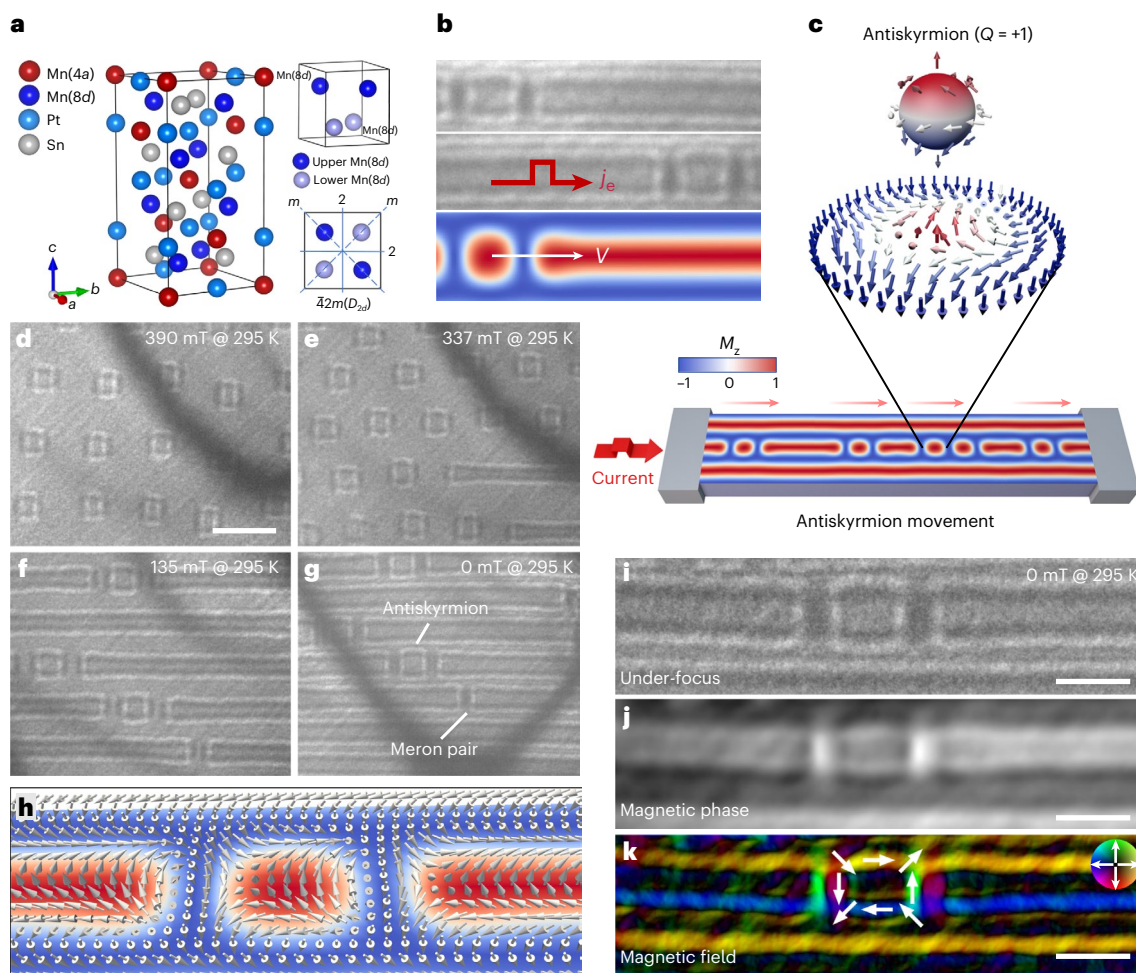 a
Mn(4a)
Mn(8d)
Pt
Sn
c
b
a
Mn(8d)
Mn(8d)
Upper Mn(8d)
Lower Mn(8d)
m
2
m
2
4̅2m(D2d)
b
je
V
c
Antiskyrmion (Q = +1)
Mz
−1
0
1
Current
Antiskyrmion movement
d
390 mT @ 295 K
e
337 mT @ 295 K
f
135 mT @ 295 K
g
0 mT @ 295 K
Antiskyrmion
Meron pair
h
i
0 mT @ 295 K
Under-focus
j
Magnetic phase
k
Magnetic field